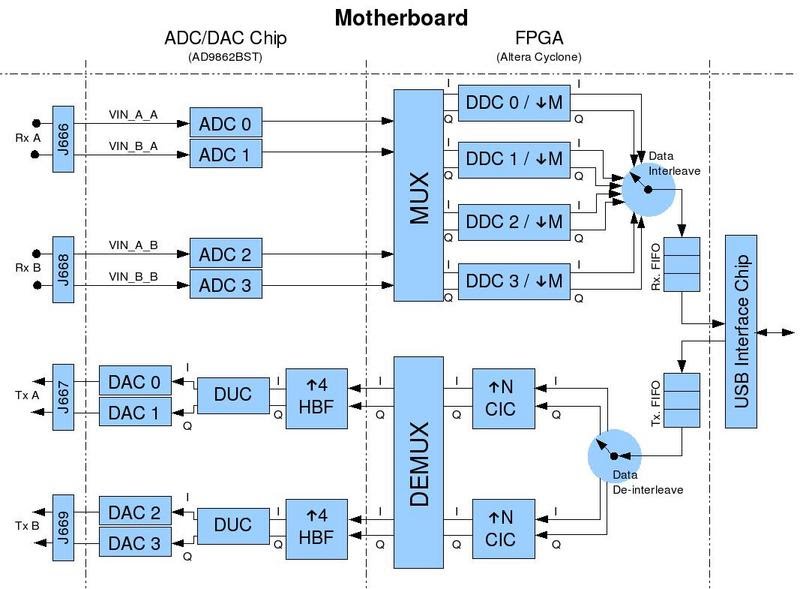 Motherboard
ADC/DAC Chip
(AD9862BST)
FPGA
(Altera Cyclone)
Rx A
J666
VIN_A_A
VIN_B_A
ADC 0
ADC 1
Rx B
J668
VIN_A_B
VIN_B_B
ADC 2
ADC 3
MUX
I
DDC 0 / ↓M
I
Q
Q
I
DDC 1 / ↓M
I
Q
Q
I
DDC 2 / ↓M
I
Q
Q
I
DDC 3 / ↓M
I
Q
Q
Data
Interleave
Rx. FIFO
USB Interface Chip
Tx. FIFO
Data
De-interleave
Tx A
J667
DAC 0
DAC 1
I
Q
DUC
I
Q
↑4
HBF
I
Q
DEMUX
I
Q
↑N
CIC
I
Q
Tx B
J669
DAC 2
DAC 3
I
Q
DUC
I
Q
↑4
HBF
I
Q
I
Q
↑N
CIC
I
Q